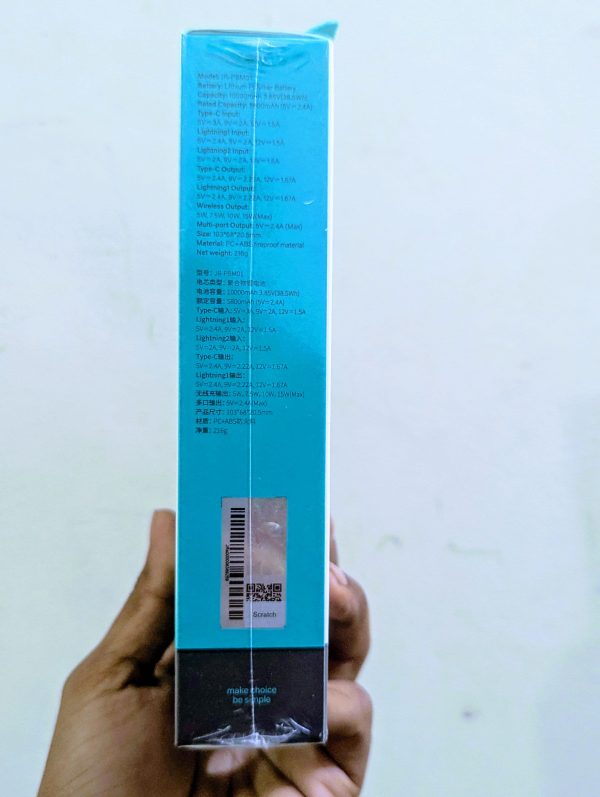 Model: JR-PBM01
Battery: Lithium Polymer Battery
Capacity: 10000mAh 3.85V(38.5Wh)
Rated Capacity: 5800mAh (5V⎓2.4A)
Type-C Input:
5V⎓3A, 9V⎓2A, 12V⎓1.5A
Lightning1 Input:
5V⎓2.4A, 9V⎓2A, 12V⎓1.5A
Lightning2 Input:
5V⎓2A, 9V⎓2A, 12V⎓1.5A
Type-C Output:
5V⎓2.4A, 9V⎓2.22A, 12V⎓1.67A
Lightning1 Output:
5V⎓2.4A, 9V⎓2.22A, 12V⎓1.67A
Wireless Output:
5W, 7.5W, 10W, 15W(Max)
Multi-port Output: 5V⎓2.4A (Max)
Size: 103*68*20.5mm
Material: PC+ABS fireproof material
Net weight: 216g
型号: JR-PBM01
电芯类型: 聚合物锂电池
电池容量: 10000mAh 3.85V(38.5Wh)
额定容量: 5800mAh (5V⎓2.4A)
Type-C输入: 5V⎓3A, 9V⎓2A, 12V⎓1.5A
Lightning1输入:
5V⎓2.4A, 9V⎓2A, 12V⎓1.5A
Lightning2输入:
5V⎓2A, 9V⎓2A, 12V⎓1.5A
Type-C输出:
5V⎓2.4A, 9V⎓2.22A, 12V⎓1.67A
Lightning1输出:
5V⎓2.4A, 9V⎓2.22A, 12V⎓1.67A
无线充输出: 5W, 7.5W, 10W, 15W(Max)
多口输出: 5V⎓2.4A(Max)
产品尺寸: 103*68*20.5mm
材质: PC+ABS防火料
净重: 216g
Scratch
make choice
be simple